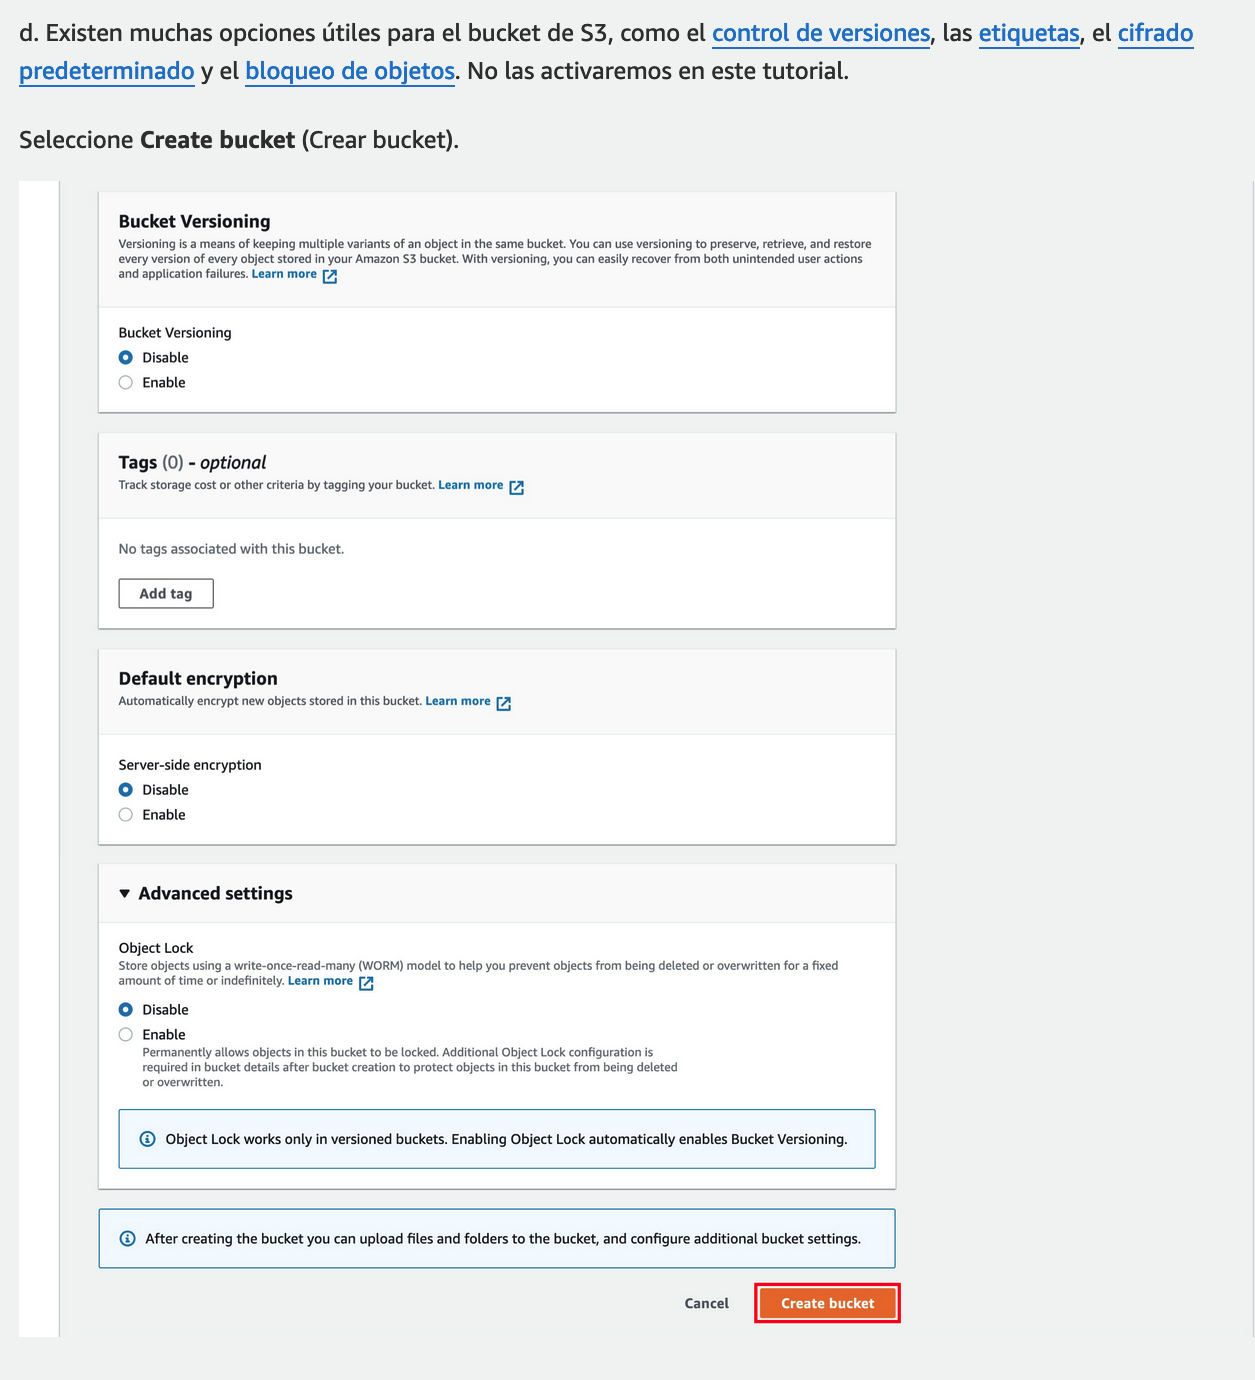 d. Existen muchas opciones útiles para el bucket de S3, como el control de versiones, las etiquetas, el cifrado
predeterminado y el bloqueo de objetos. No las activaremos en este tutorial.
Seleccione Create bucket (Crear bucket).
Bucket Versioning
Versioning is a means of keeping multiple variants of an object in the same bucket. You can use versioning to preserve, retrieve, and restore
every version of every object stored in your Amazon S3 bucket. With versioning, you can easily recover from both unintended user actions
and application failures. Learn more
Bucket Versioning
Disable
Enable
Tags (0) - optional
Track storage cost or other criteria by tagging your bucket. Learn more
No tags associated with this bucket.
Add tag
Default encryption
Automatically encrypt new objects stored in this bucket. Learn more
Server-side encryption
Disable
Enable
Advanced settings
Object Lock
Store objects using a write-once-read-many (WORM) model to help you prevent objects from being deleted or overwritten for a fixed
amount of time or indefinitely. Learn more
Disable
Enable
Permanently allows objects in this bucket to be locked. Additional Object Lock configuration is
required in bucket details after bucket creation to protect objects in this bucket from being deleted
or overwritten.
Object Lock works only in versioned buckets. Enabling Object Lock automatically enables Bucket Versioning.
After creating the bucket you can upload files and folders to the bucket, and configure additional bucket settings.
Cancel Create bucket